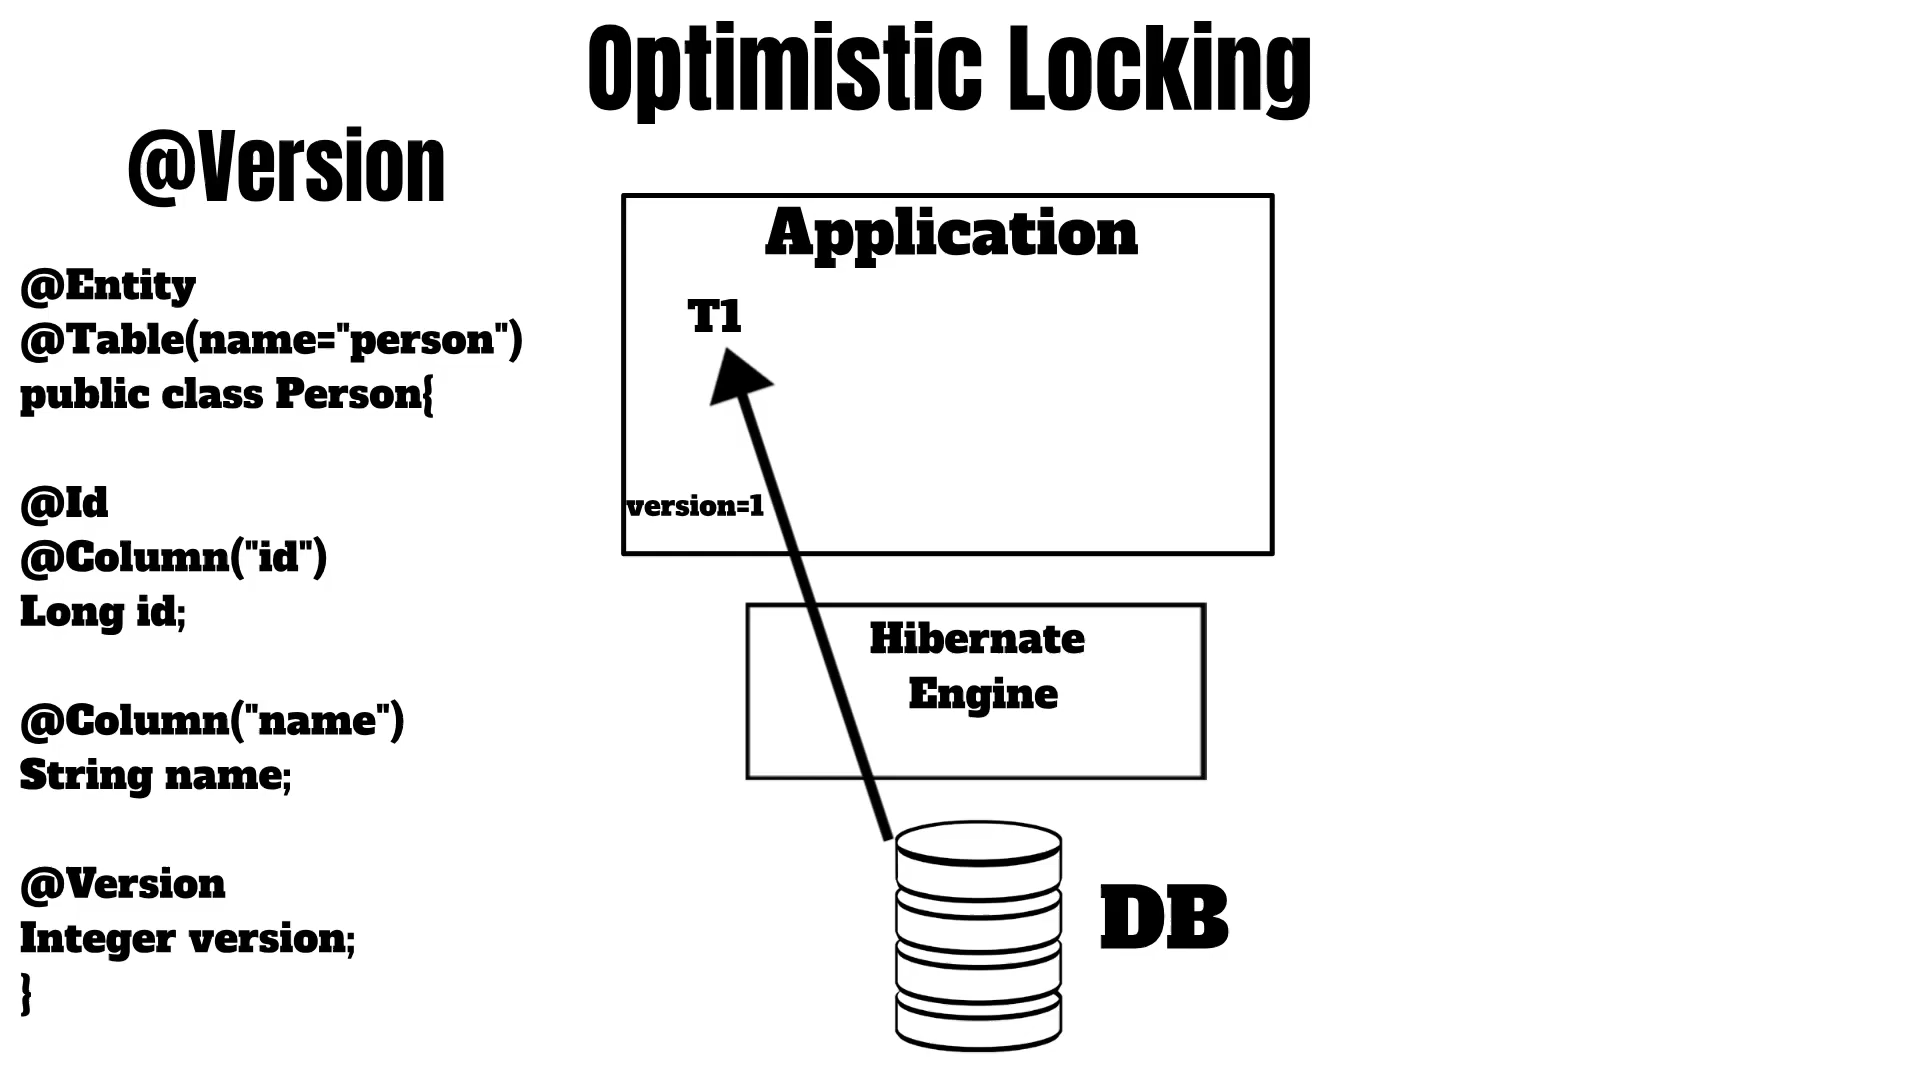 Optimistic Locking
@Version
@Entity
@Table(name="person")
public class Person{
@Id
@Column("id")
Long id;
@Column("name")
String name;
@Version
Integer version;
}
Application
T1
version=1
Hibernate
Engine
DB